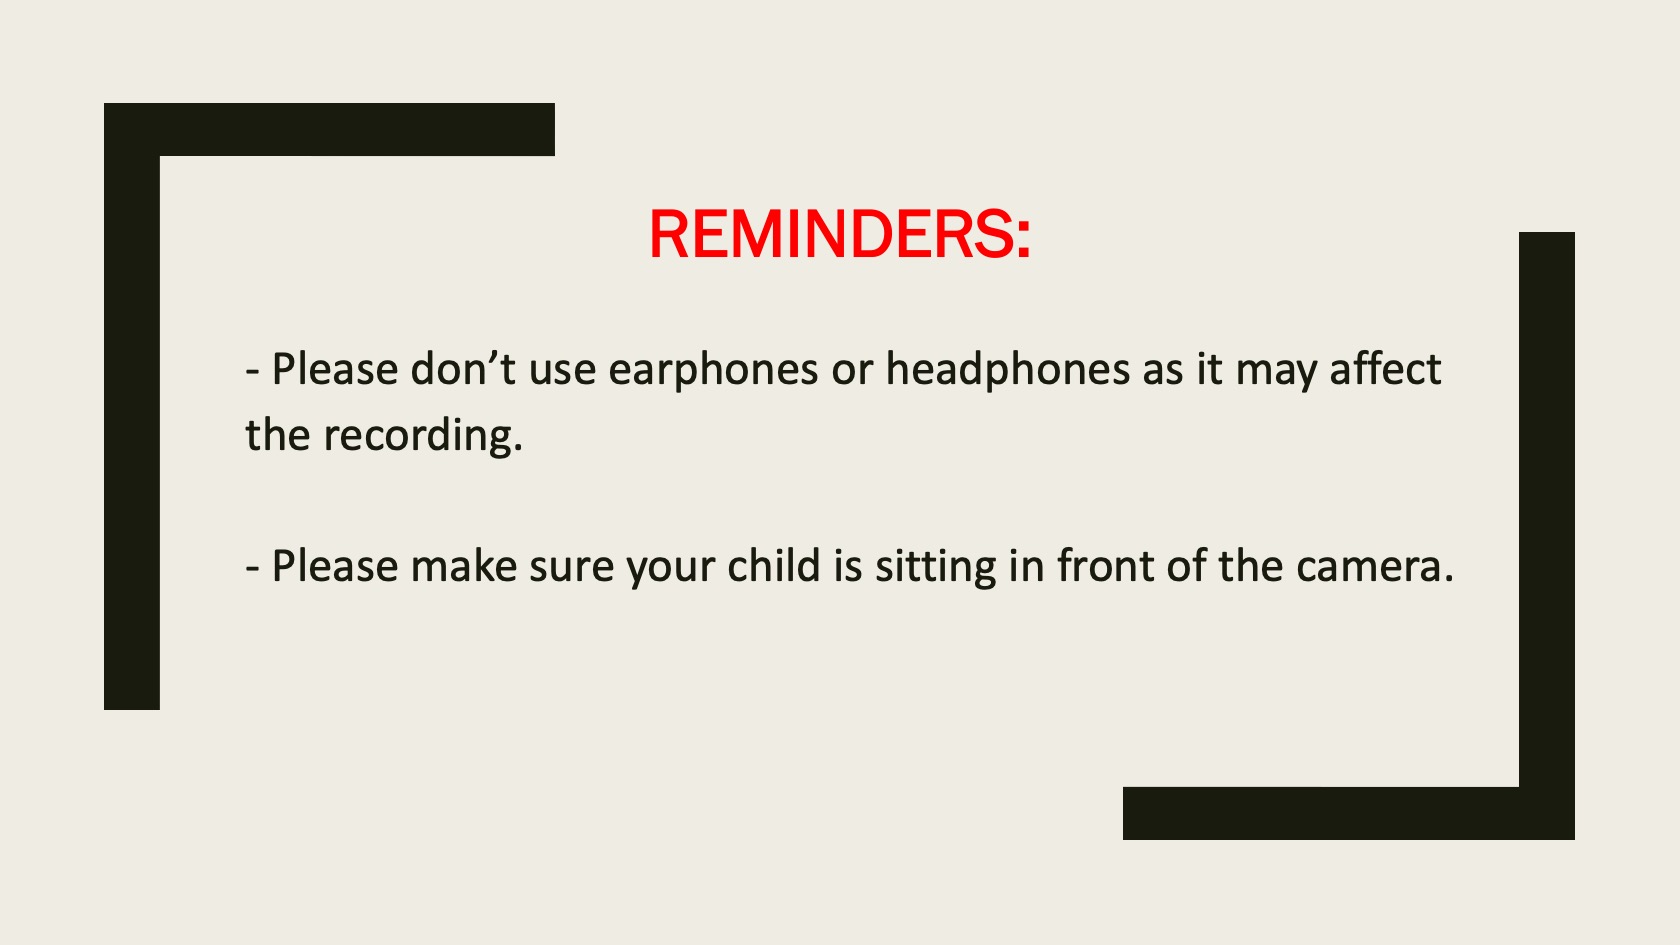 REMINDERS:
- Please don’t use earphones or headphones as it may affect
the recording.
- Please make sure your child is sitting in front of the camera.